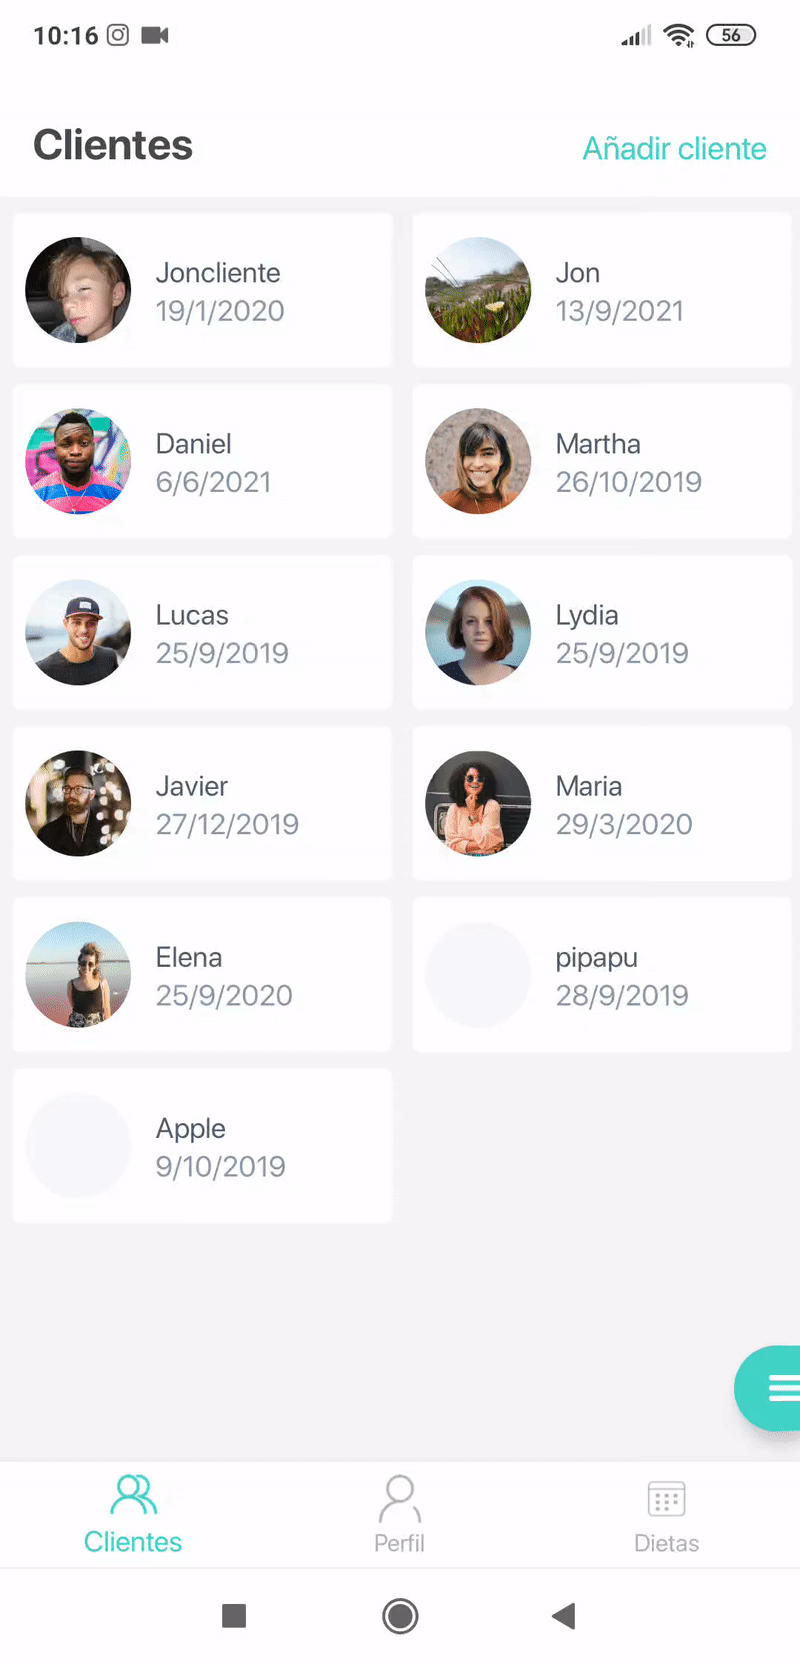 10:16
56
Clientes
Añadir cliente
Joncliente
19/1/2020
Jon
13/9/2021
Daniel
6/6/2021
Martha
26/10/2019
Lucas
25/9/2019
Lydia
25/9/2019
Javier
27/12/2019
Maria
29/3/2020
Elena
25/9/2020
pipapu
28/9/2019
Apple
9/10/2019
Clientes
Perfil
Dietas